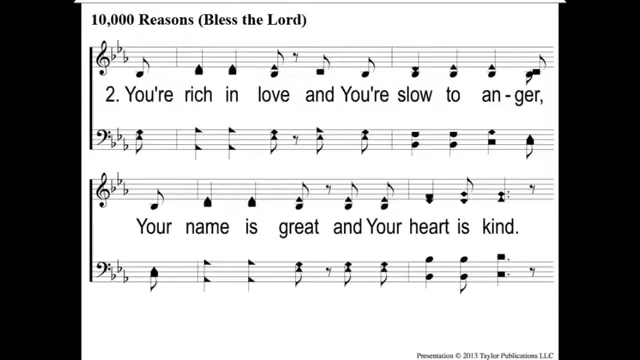 10,000 Reasons (Bless the Lord)
2. You're rich in love and You're slow to an-ger,
Your name is great and Your heart is kind.
Presentation © 2013 Taylor Publications LLC